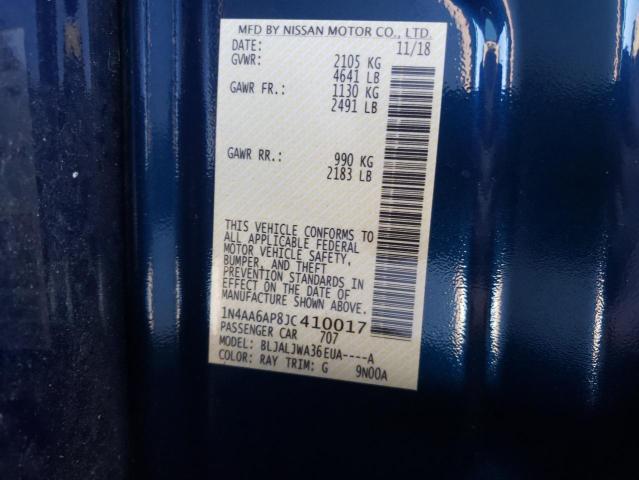 MFD BY NISSAN MOTOR CO., LTD.
DATE: 11/18
GVWR: 2105 KG
4641 LB
GAWR FR.: 1130 KG
2491 LB
GAWR RR.: 990 KG
2183 LB
THIS VEHICLE CONFORMS TO
ALL APPLICABLE FEDERAL
MOTOR VEHICLE SAFETY,
BUMPER, AND THEFT
PREVENTION STANDARDS IN
EFFECT ON THE DATE OF
MANUFACTURE SHOWN ABOVE.
1N4AA6AP8JC410017
PASSENGER CAR 707
MODEL: BLJALJWA36EUA----A
COLOR: RAY TRIM: G 9N00A